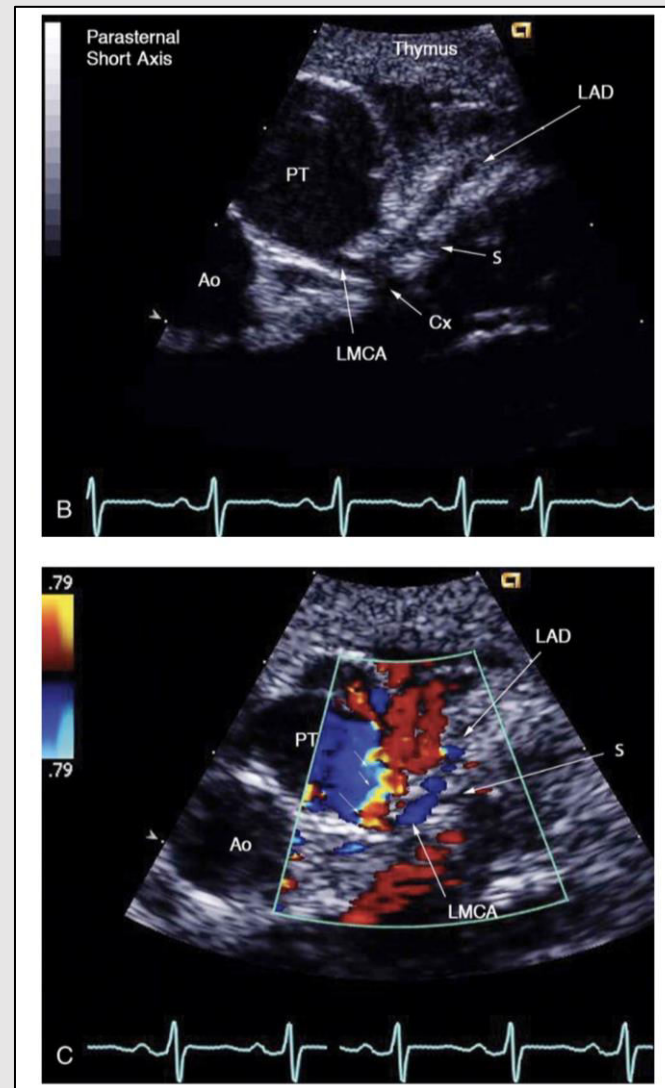 Parasternal
Short Axis
Thymus
LAD
PT
Ao
S
Cx
LMCA
B
.79
.79
LAD
PT
S
Ao
LMCA
C